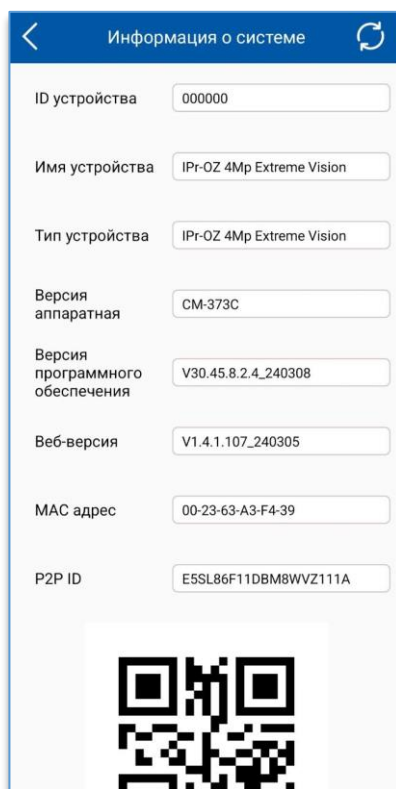 Информация о системе
ID устройства
000000
Имя устройства
IPr-OZ 4Mp Extreme Vision
Тип устройства
IPr-OZ 4Mp Extreme Vision
Версия
аппаратная
CM-373C
Версия
программного
обеспечения
V30.45.8.2.4_240308
Веб-версия
V1.4.1.107_240305
MAC адрес
00-23-63-A3-F4-39
P2P ID
E5SL86F11DBM8WVZ111A